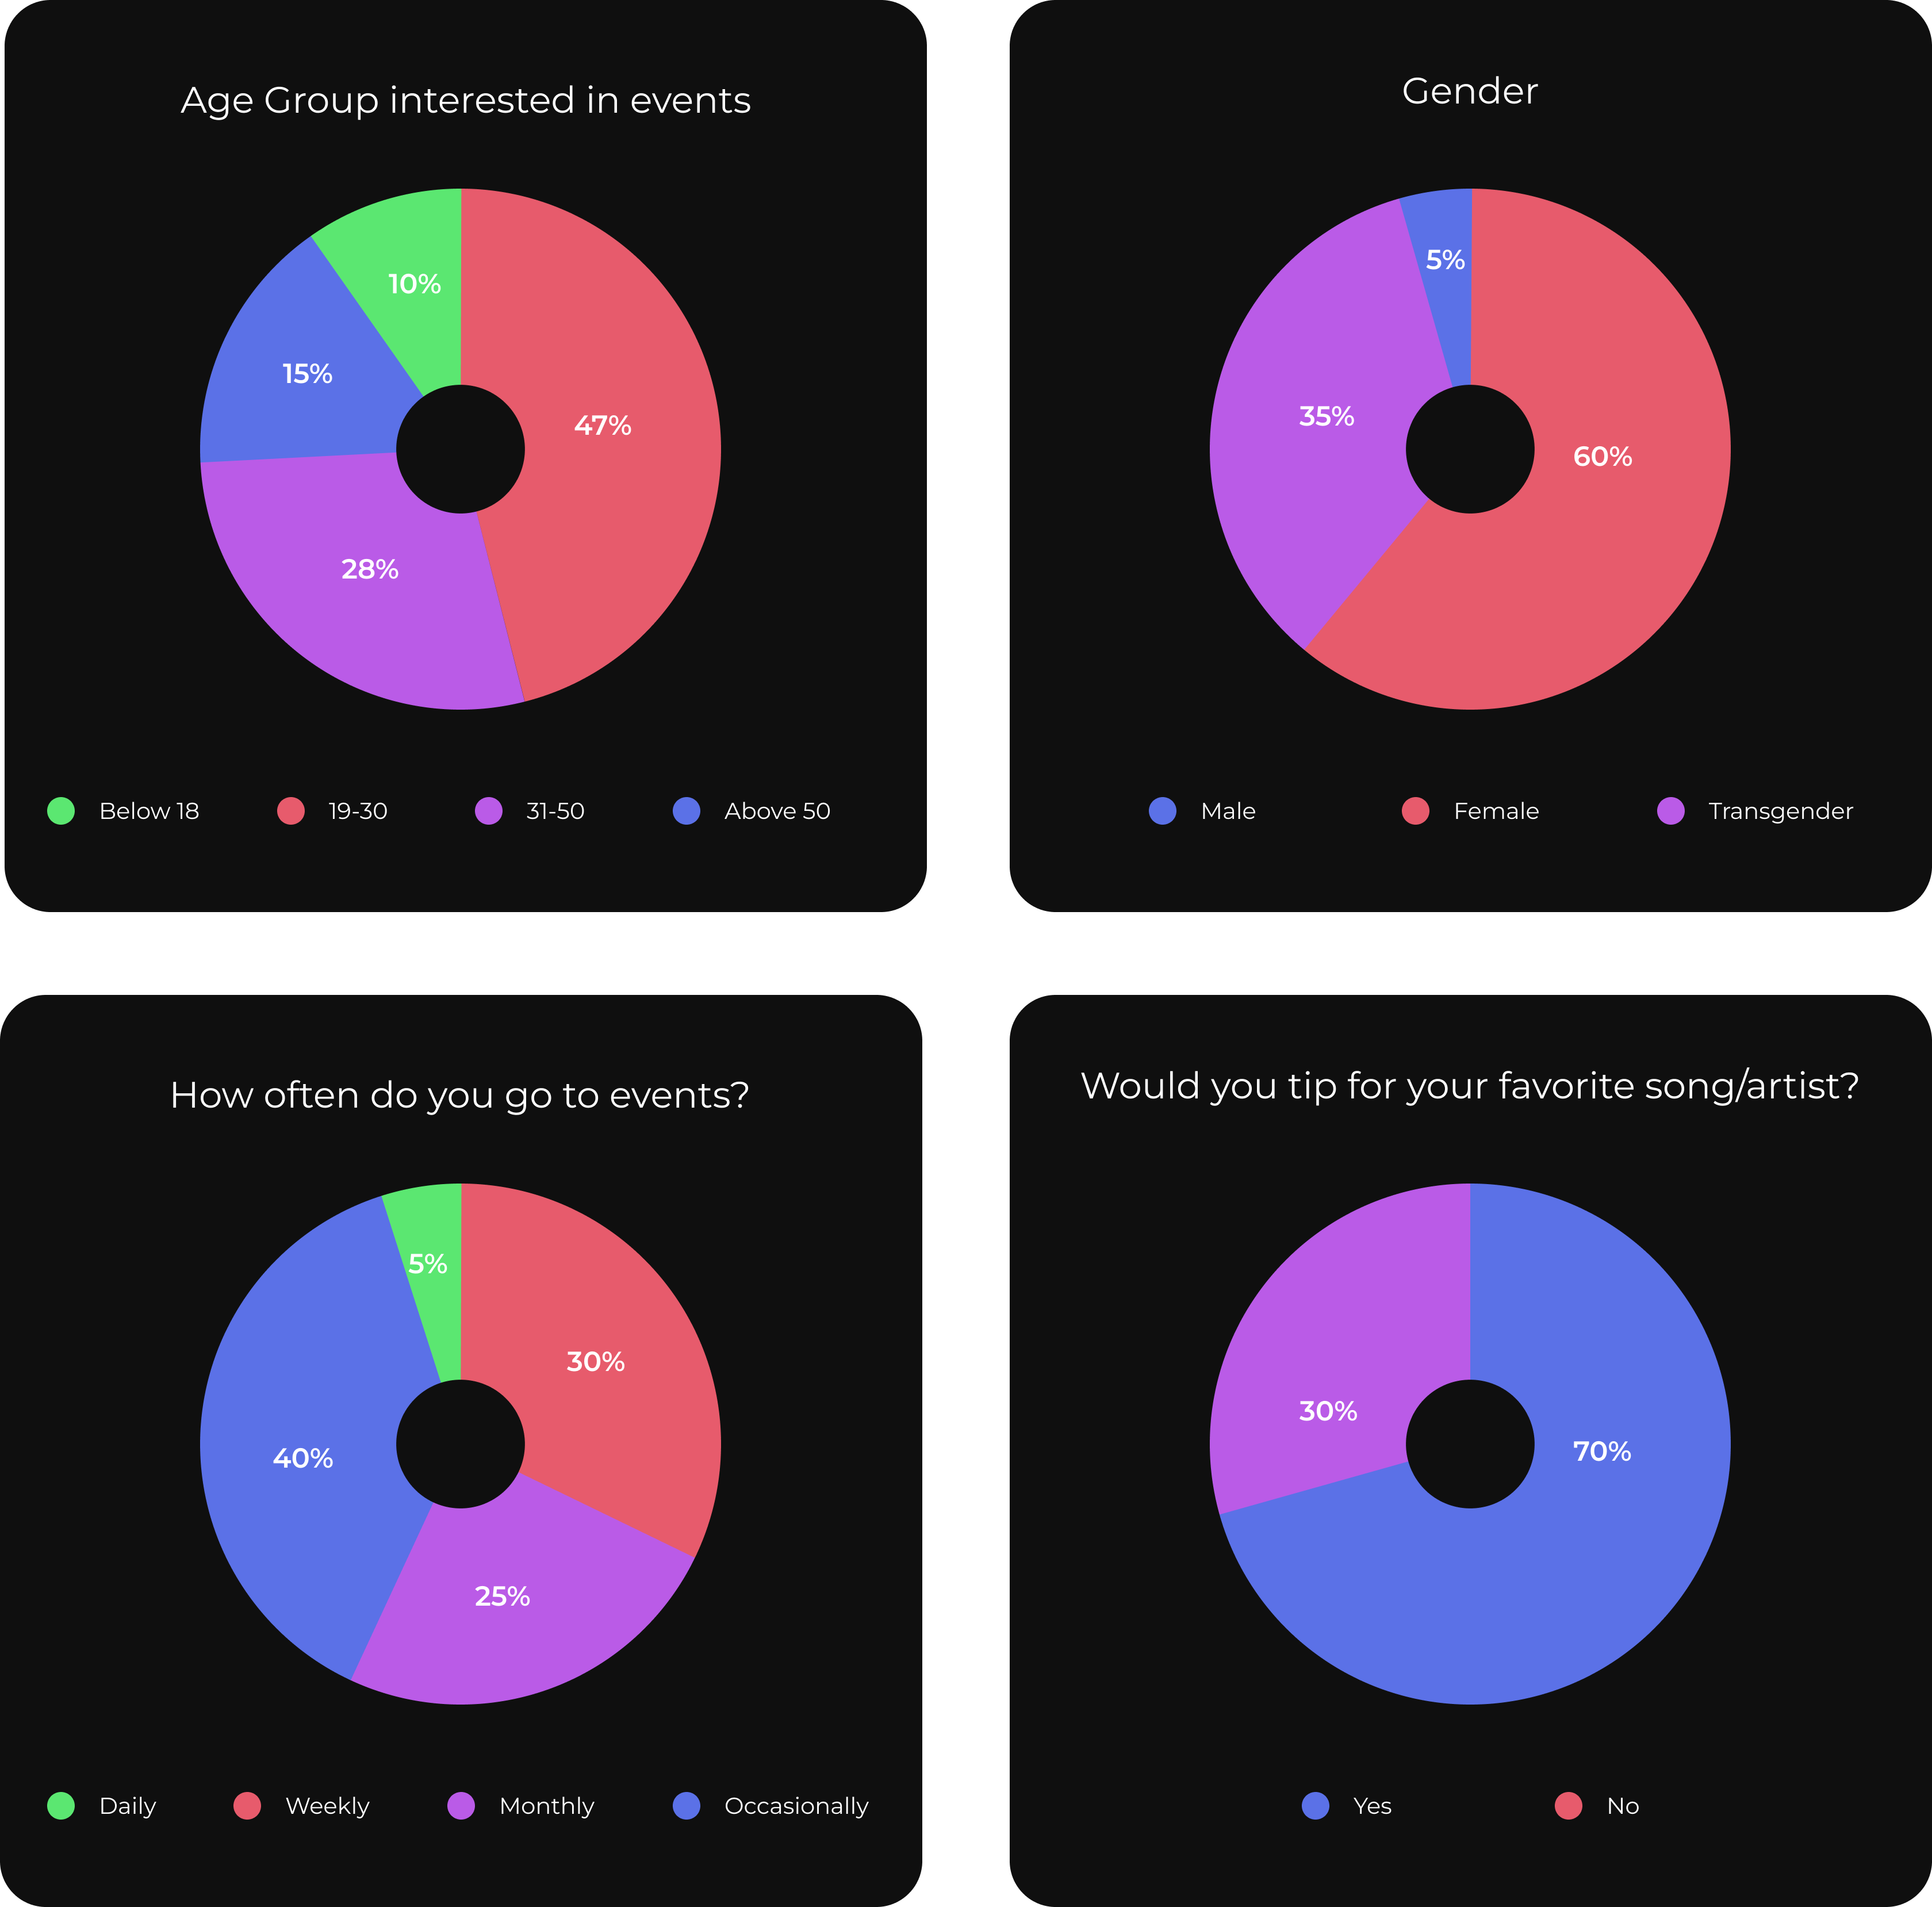 Age Group interested in events
10%
15%
47%
28%
Below 18
19-30
31-50
Above 50
Gender
5%
35%
60%
Male
Female
Transgender
How often do you go to events?
5%
30%
40%
25%
Daily
Weekly
Monthly
Occasionally
Would you tip for your favorite song/artist?
30%
70%
Yes
No